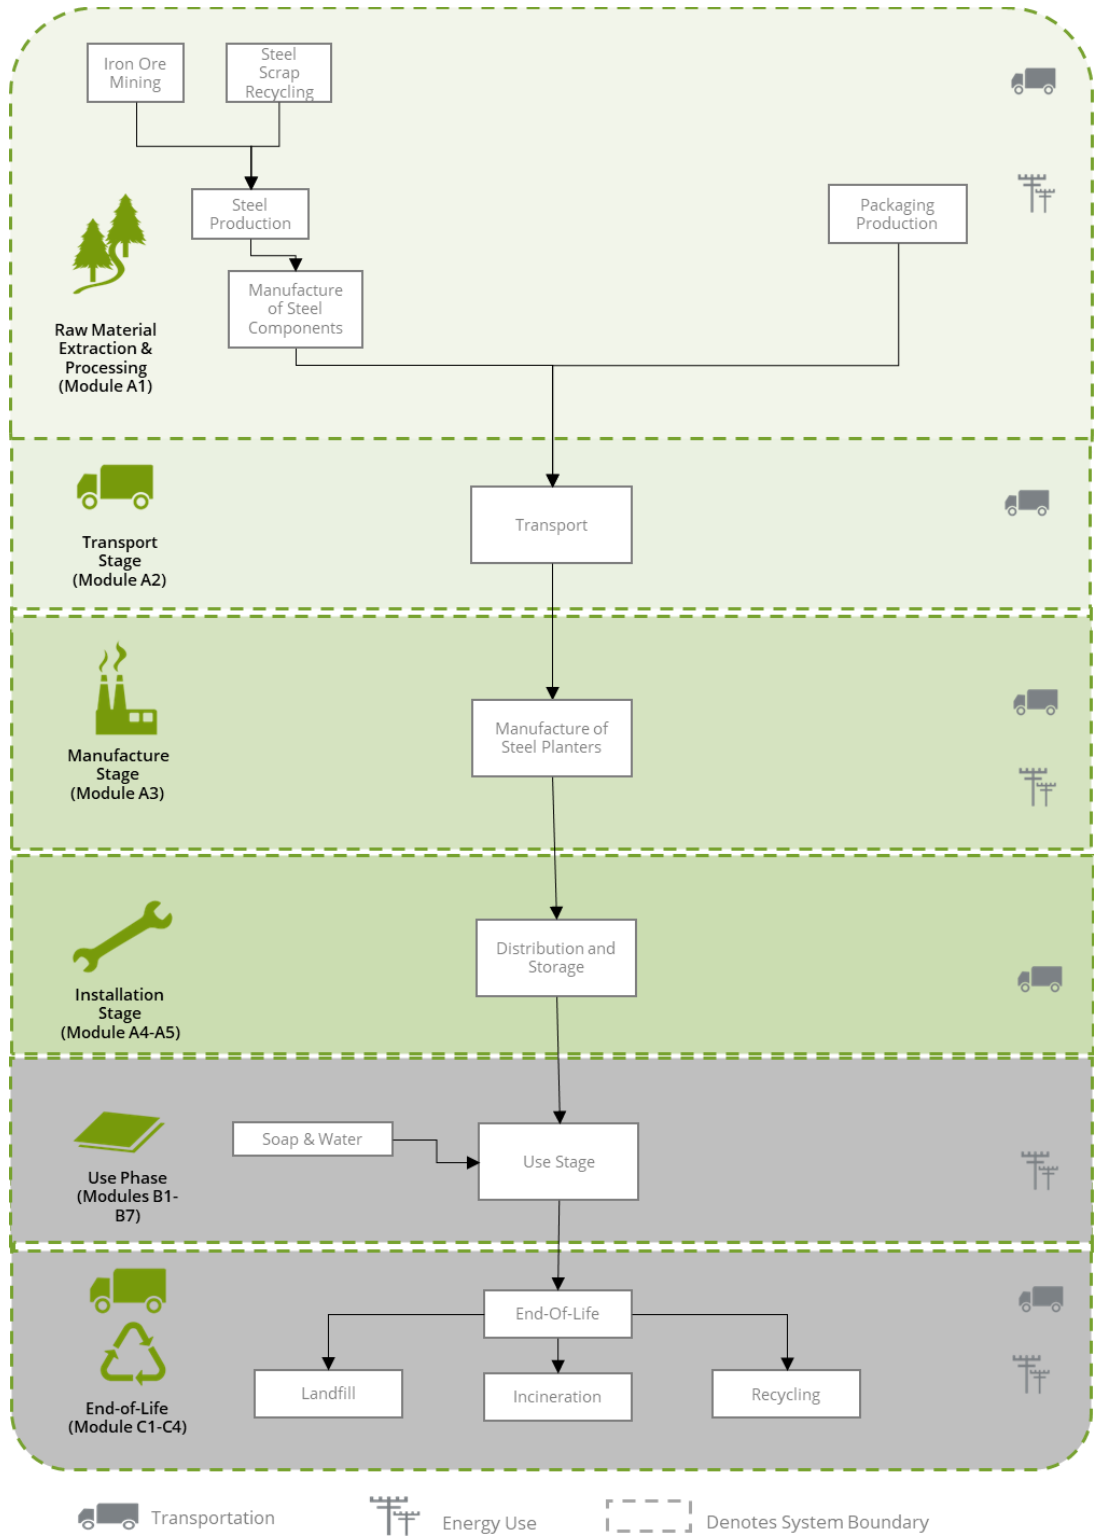 Iron Ore
Mining
Steel
Scrap
Recycling
Steel
Production
Packaging
Production
Manufacture
of Steel
Components
Raw Material
Extraction &
Processing
(Module A1)
Transport
Transport
Stage
(Module A2)
Manufacture of
Steel Planters
Manufacture
Stage
(Module A3)
Distribution and
Storage
Installation
Stage
(Module A4-A5)
Soap & Water
Use Stage
Use Phase
(Modules B1-
B7)
End-Of-Life
Landfill
Incineration
Recycling
End-of-Life
(Module C1-C4)
Transportation
Energy Use
Denotes System Boundary